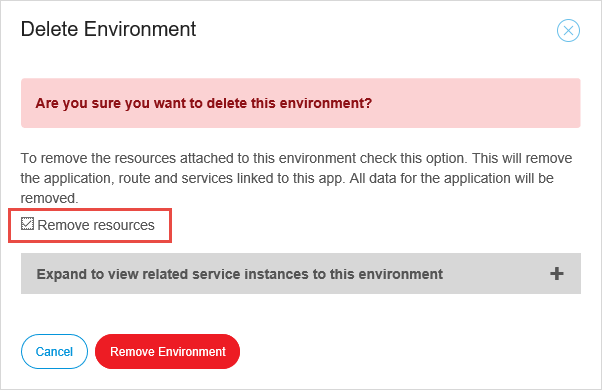 Delete Environment
Are you sure you want to delete this environment?
To remove the resources attached to this environment check this option. This will remove
the application, route and services linked to this app. All data for the application will be
removed.
Remove resources
Expand to view related service instances to this environment
Cancel
Remove Environment